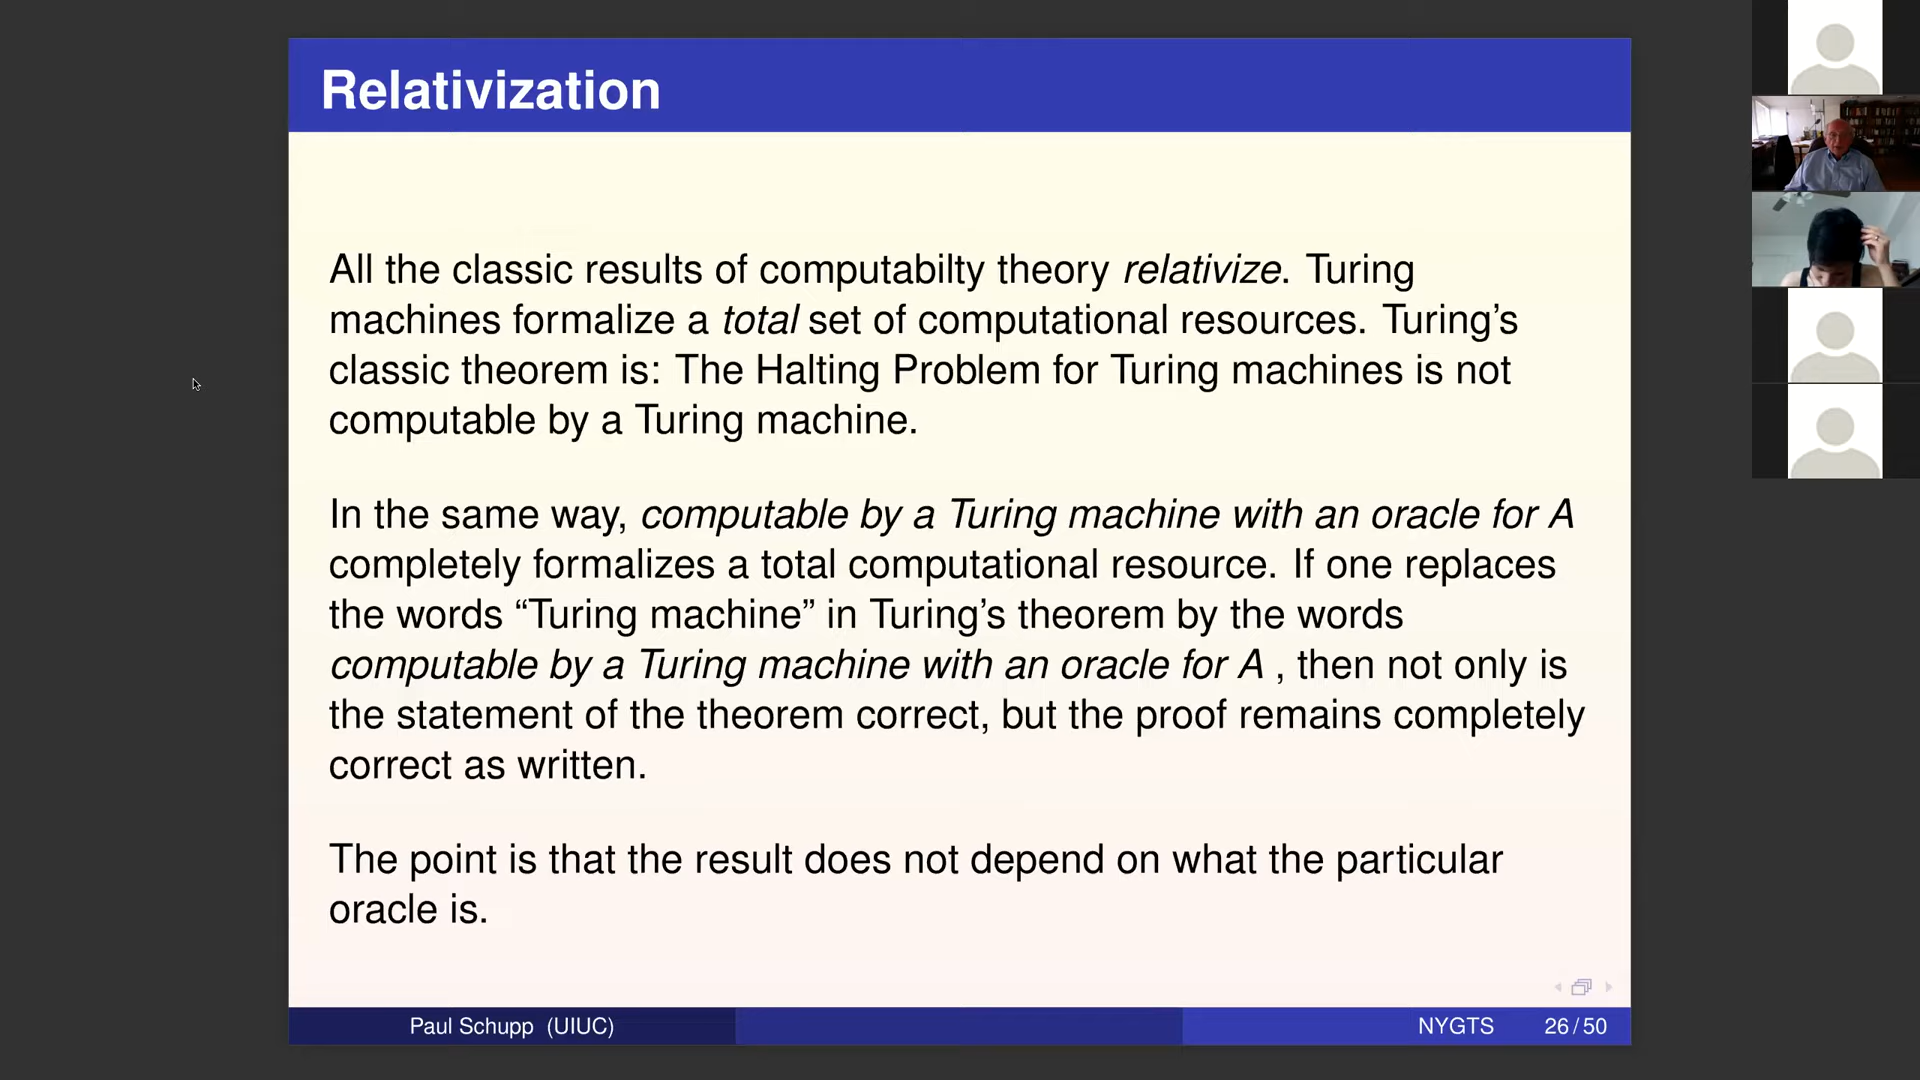 Relativization
All the classic results of computabilty theory relativize. Turing
machines formalize a total set of computational resources. Turing's
classic theorem is: The Halting Problem for Turing machines is not
computable by a Turing machine.
In the same way, computable by a Turing machine with an oracle for A
completely formalizes a total computational resource. If one replaces
the words “Turing machine” in Turing's theorem by the words
computable by a Turing machine with an oracle for A , then not only is
the statement of the theorem correct, but the proof remains completely
correct as written.
The point is that the result does not depend on what the particular
oracle is.
Paul Schupp (UIUC)
NYGTS
26 / 50